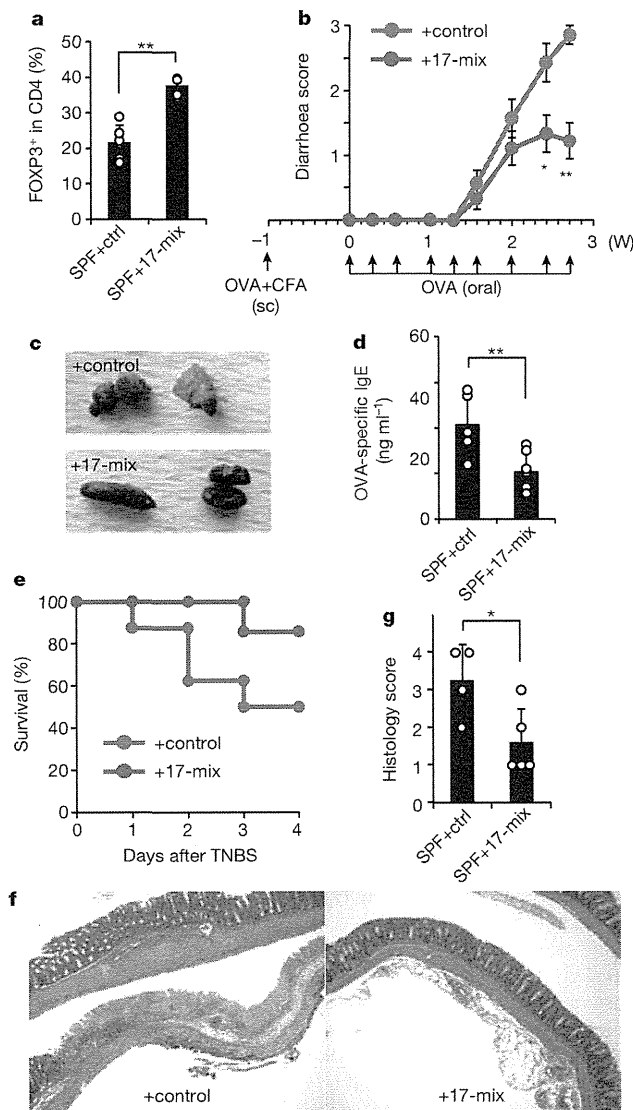 a
**
FOXP3+ in CD4 (%)
50
40
30
20
10
0
SPF+ctrl
SPF+17-mix
b
+control
+17-mix
Diarrhoea score
3
2
1
0
*
**
−1
0
1
2
3
(W)
OVA+CFA
(sc)
OVA (oral)
c
+control
+17-mix
d
**
OVA-specific IgE
(ng ml−1)
60
40
20
0
SPF+ctrl
SPF+17-mix
e
Survival (%)
100
80
60
40
20
0
+control
+17-mix
0
1
2
3
4
Days after TNBS
g
*
Histology score
4
3
2
1
0
SPF+ctrl
SPF+17-mix
f
+control
+17-mix